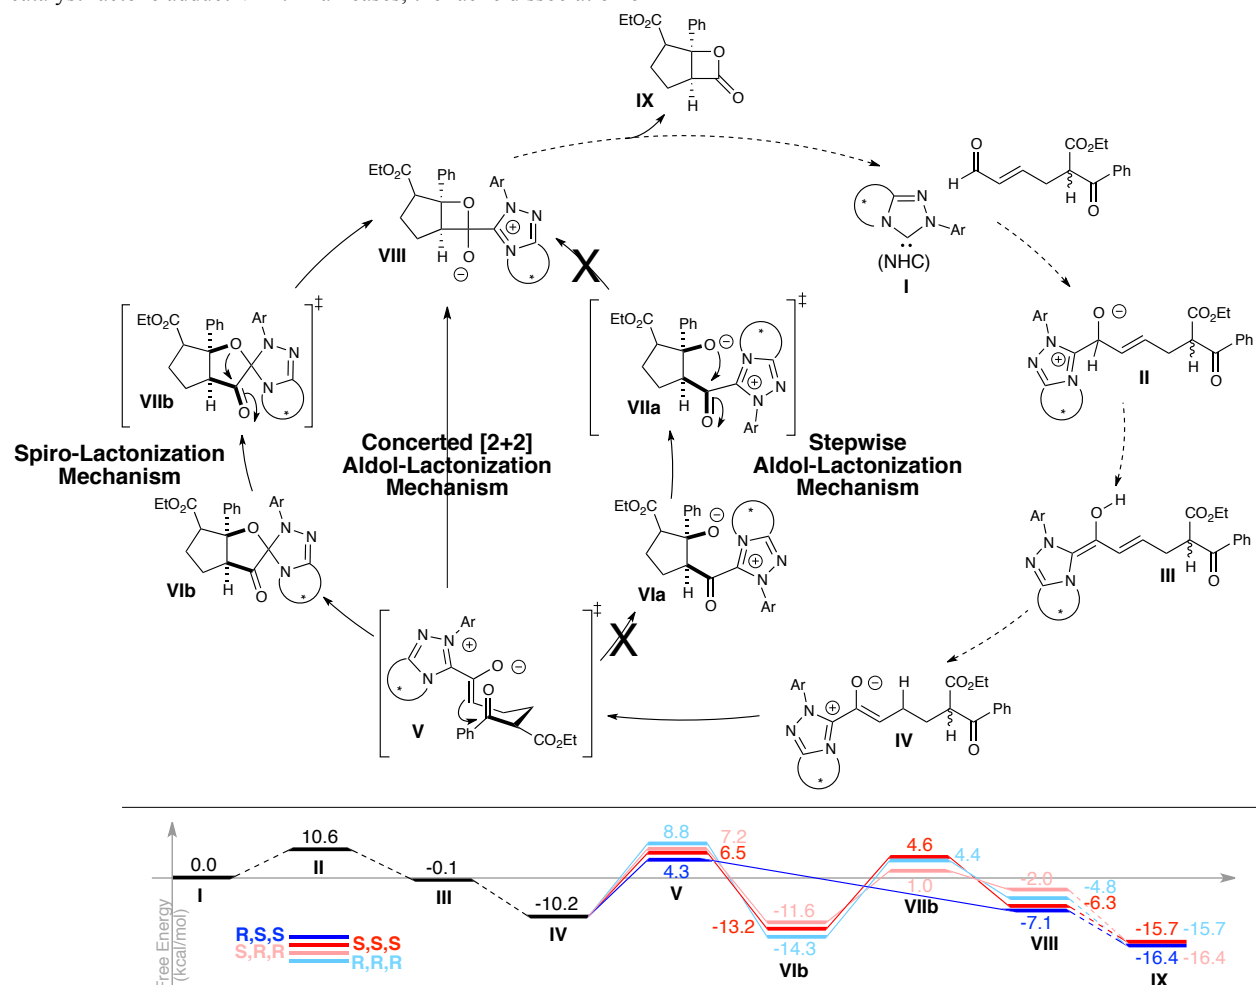 EtO2C
Ph
O
O
H
IX
O
H
CO2Et
Ph
H
O
*
N
N
N
Ar
(NHC)
I
EtO2C
Ph
Ar
O
N
N
⊕
N
H
O
⊖
*
VIII
X
EtO2C
Ph
Ar
‡
O
N
N
N
H
O
*
VIIb
EtO2C
Ph
O ⊖
*
‡
N
N
⊕
N
H
O
Ar
VIIa
Ar
O ⊖
CO2Et
N
N
⊕
N
H
H
O
Ph
*
II
Spiro-Lactonization
Mechanism
Concerted [2+2]
Aldol-Lactonization
Mechanism
Stepwise
Aldol-Lactonization
Mechanism
EtO2C
Ph
Ar
O
N
N
N
H
O
*
VIb
EtO2C
Ph
O ⊖
*
N
N
⊕
N
H
O
Ar
VIa
Ar
O
H
CO2Et
N
N
N
H
O
Ph
*
III
Ar
‡
N
N
⊕
N
O ⊖
*
O
Ph
CO2Et
V
X
Ar
O ⊖
H
CO2Et
N
N
⊕
N
H
O
Ph
*
IV
Free Energy
(kcal/mol)
0.0
I
10.6
II
-0.1
III
-10.2
IV
8.8
7.2
6.5
4.3
V
-11.6
-13.2
-14.3
VIb
4.6
4.4
1.0
VIIb
-2.0
-4.8
-6.3
-7.1
VIII
-15.7
-15.7
-16.4
-16.4
IX
R,S,S
S,S,S
S,R,R
R,R,R